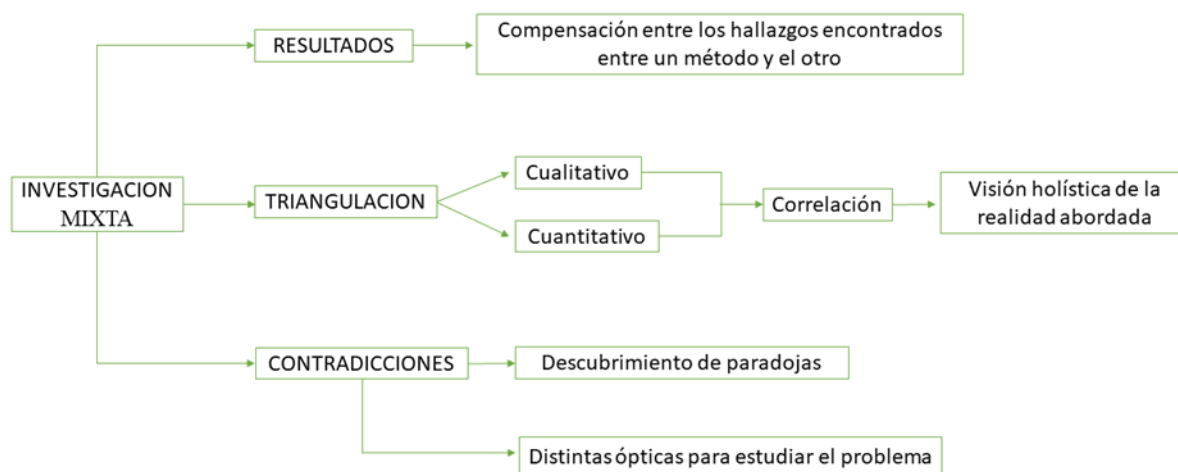 RESULTADOS
Compensación entre los hallazgos encontrados
entre un método y el otro
INVESTIGACION
MIXTA
TRIANGULACION
Cualitativo
Cuantitativo
Correlación
Visión holística de la
realidad abordada
CONTRADICCIONES
Descubrimiento de paradojas
Distintas ópticas para estudiar el problema